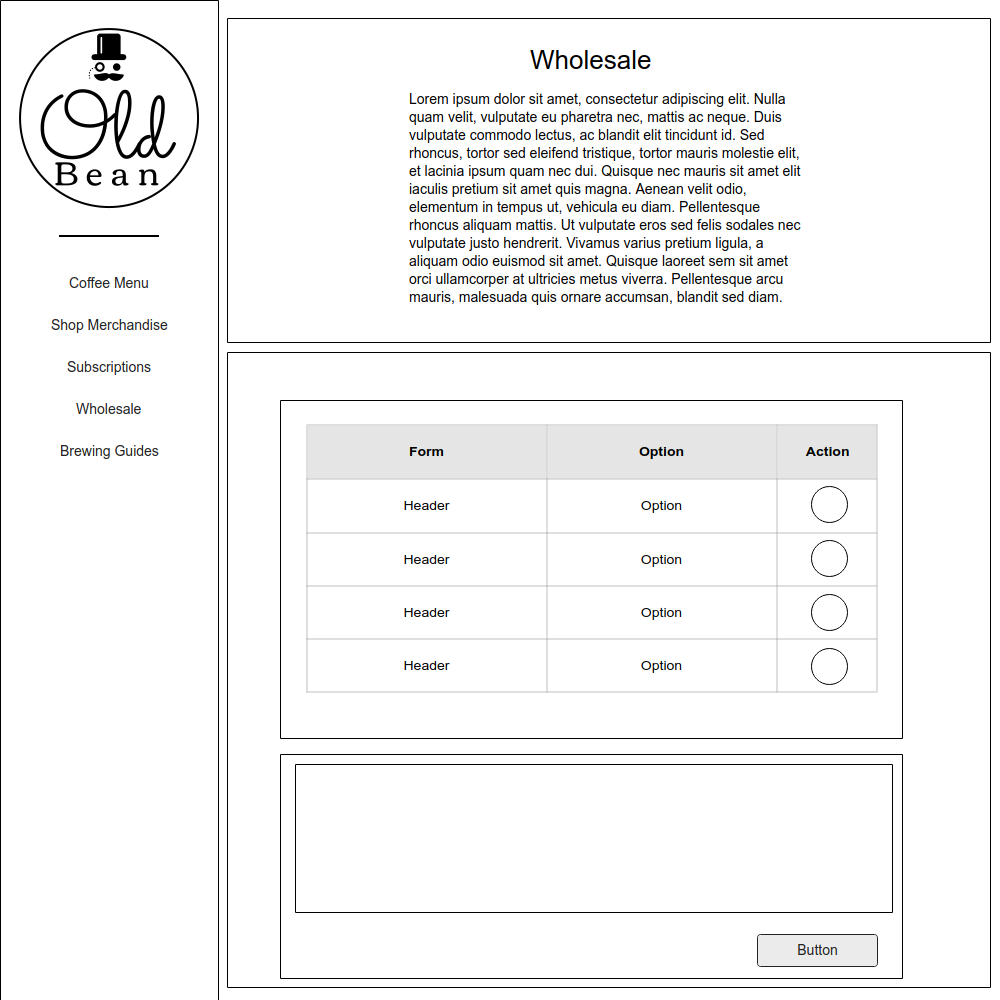 Old
Bean
Coffee Menu
Shop Merchandise
Subscriptions
Wholesale
Brewing Guides
Wholesale
Lorem ipsum dolor sit amet, consectetur adipiscing elit. Nulla
quam velit, vulputate eu pharetra nec, mattis ac neque. Duis
vulputate commodo lectus, ac blandit elit tincidunt id. Sed
rhoncus, tortor sed eleifend tristique, tortor mauris molestie elit,
et lacinia ipsum quam nec dui. Quisque nec mauris sit amet elit
iaculis pretium sit amet quis magna. Aenean velit odio,
elementum in tempus ut, vehicula eu diam. Pellentesque
rhoncus aliquam mattis. Ut vulputate eros sed felis sodales nec
vulputate justo hendrerit. Vivamus varius pretium ligula, a
aliquam odio euismod sit amet. Quisque laoreet sem sit amet
orci ullamcorper at ultricies metus viverra. Pellentesque arcu
mauris, malesuada quis ornare accumsan, blandit sed diam.
Form Option Action
Header Option
Header Option
Header Option
Header Option
Button